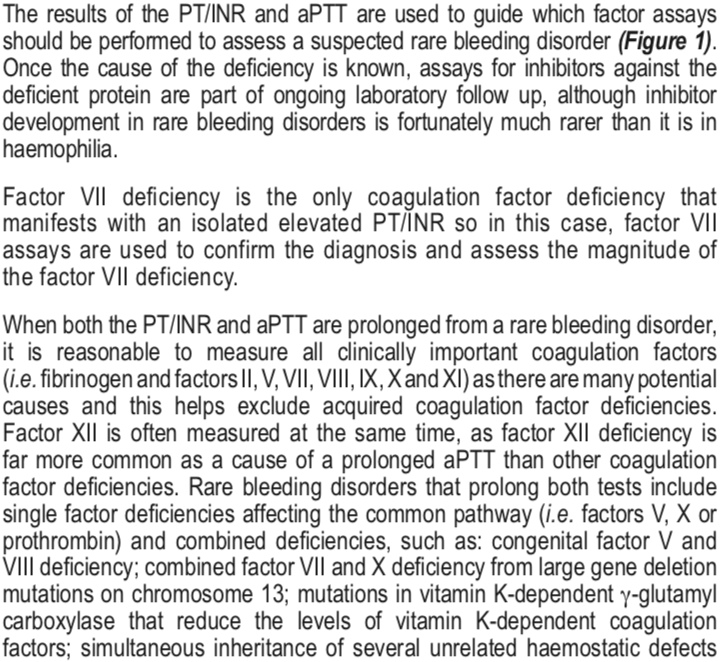 The results of the PT/INR and aPTT are used to guide which factor assays
should be performed to assess a suspected rare bleeding disorder (Figure 1).
Once the cause of the deficiency is known, assays for inhibitors against the
deficient protein are part of ongoing laboratory follow up, although inhibitor
development in rare bleeding disorders is fortunately much rarer than it is in
haemophilia.
Factor VII deficiency is the only coagulation factor deficiency that
manifests with an isolated elevated PT/INR so in this case, factor VII
assays are used to confirm the diagnosis and assess the magnitude of
the factor VII deficiency.
When both the PT/INR and aPTT are prolonged from a rare bleeding disorder,
it is reasonable to measure all clinically important coagulation factors
(i.e. fibrinogen and factors II, V, VII, VIII, IX, X and XI) as there are many potential
causes and this helps exclude acquired coagulation factor deficiencies.
Factor XII is often measured at the same time, as factor XII deficiency is
far more common as a cause of a prolonged aPTT than other coagulation
factor deficiencies. Rare bleeding disorders that prolong both tests include
single factor deficiencies affecting the common pathway (i.e. factors V, X or
prothrombin) and combined deficiencies, such as: congenital factor V and
VIII deficiency; combined factor VII and X deficiency from large gene deletion
mutations on chromosome 13; mutations in vitamin K-dependent γ-glutamyl
carboxylase that reduce the levels of vitamin K-dependent coagulation
factors; simultaneous inheritance of several unrelated haemostatic defects